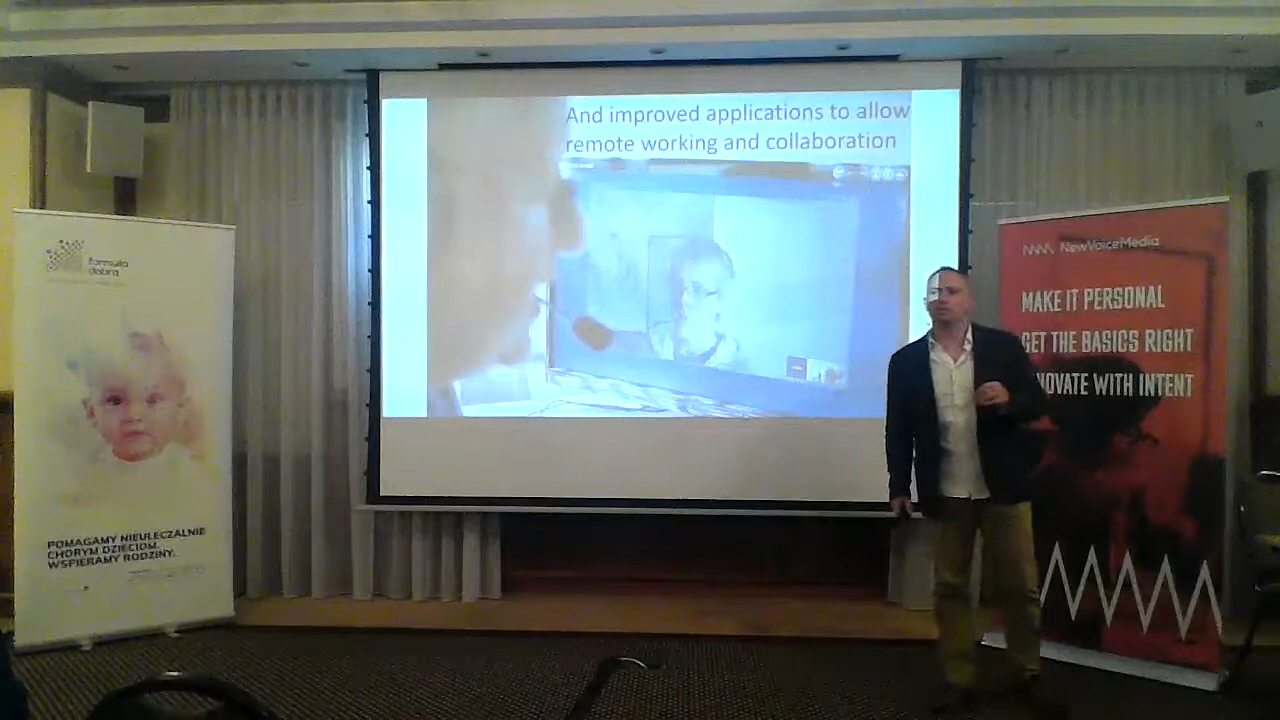 And improved applications to allow
remote working and collaboration
formuła
dobra
POMAGAMY NIEULECZALNIE
CHORYM DZIECIOM.
WSPIERAMY RODZINY.
NewVoiceMedia
MAKE IT PERSONAL
GET THE BASICS RIGHT
NOVATE WITH INTENT